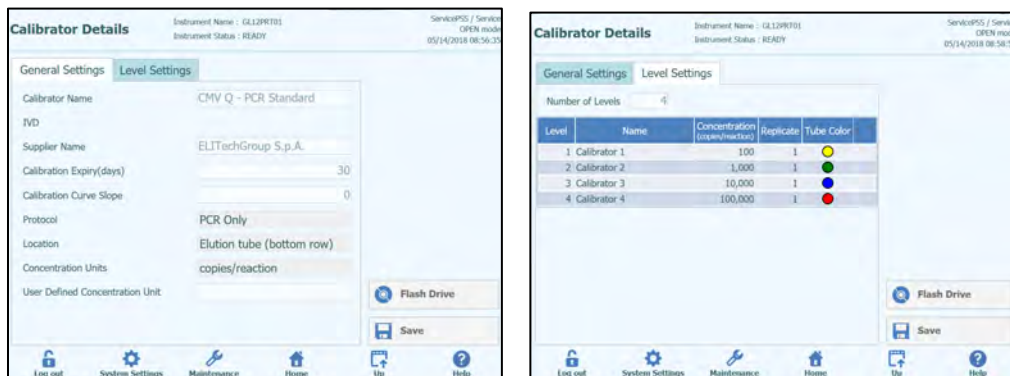 Calibrator Details
Instrument Name : GL12PRT01
Instrument Status : READY
ServicePSS / Service
OPEN mode
05/14/2018 08:56:35
General Settings
Level Settings
Calibrator Name
CMV Q - PCR Standard
IVD
Supplier Name
ELITechGroup S.p.A.
Calibration Expiry(days)
30
Calibration Curve Slope
0
Protocol
PCR Only
Location
Elution tube (bottom row)
Concentration Units
copies/reaction
User Defined Concentration Unit
Flash Drive
Save
Log out
System Settings
Maintenance
Home
Up
Help
Calibrator Details
Instrument Name : GL12PRT01
Instrument Status : READY
ServicePSS / Servic
OPEN mod
05/14/2018 08:56:5
General Settings
Level Settings
Number of Levels 4
Level Name Concentration (copies/reaction) Replicate Tube Color
1 Calibrator 1 100 1
2 Calibrator 2 1,000 1
3 Calibrator 3 10,000 1
4 Calibrator 4 100,000 1
Flash Drive
Save
Log out
System Settings
Maintenance
Home
Up
Help